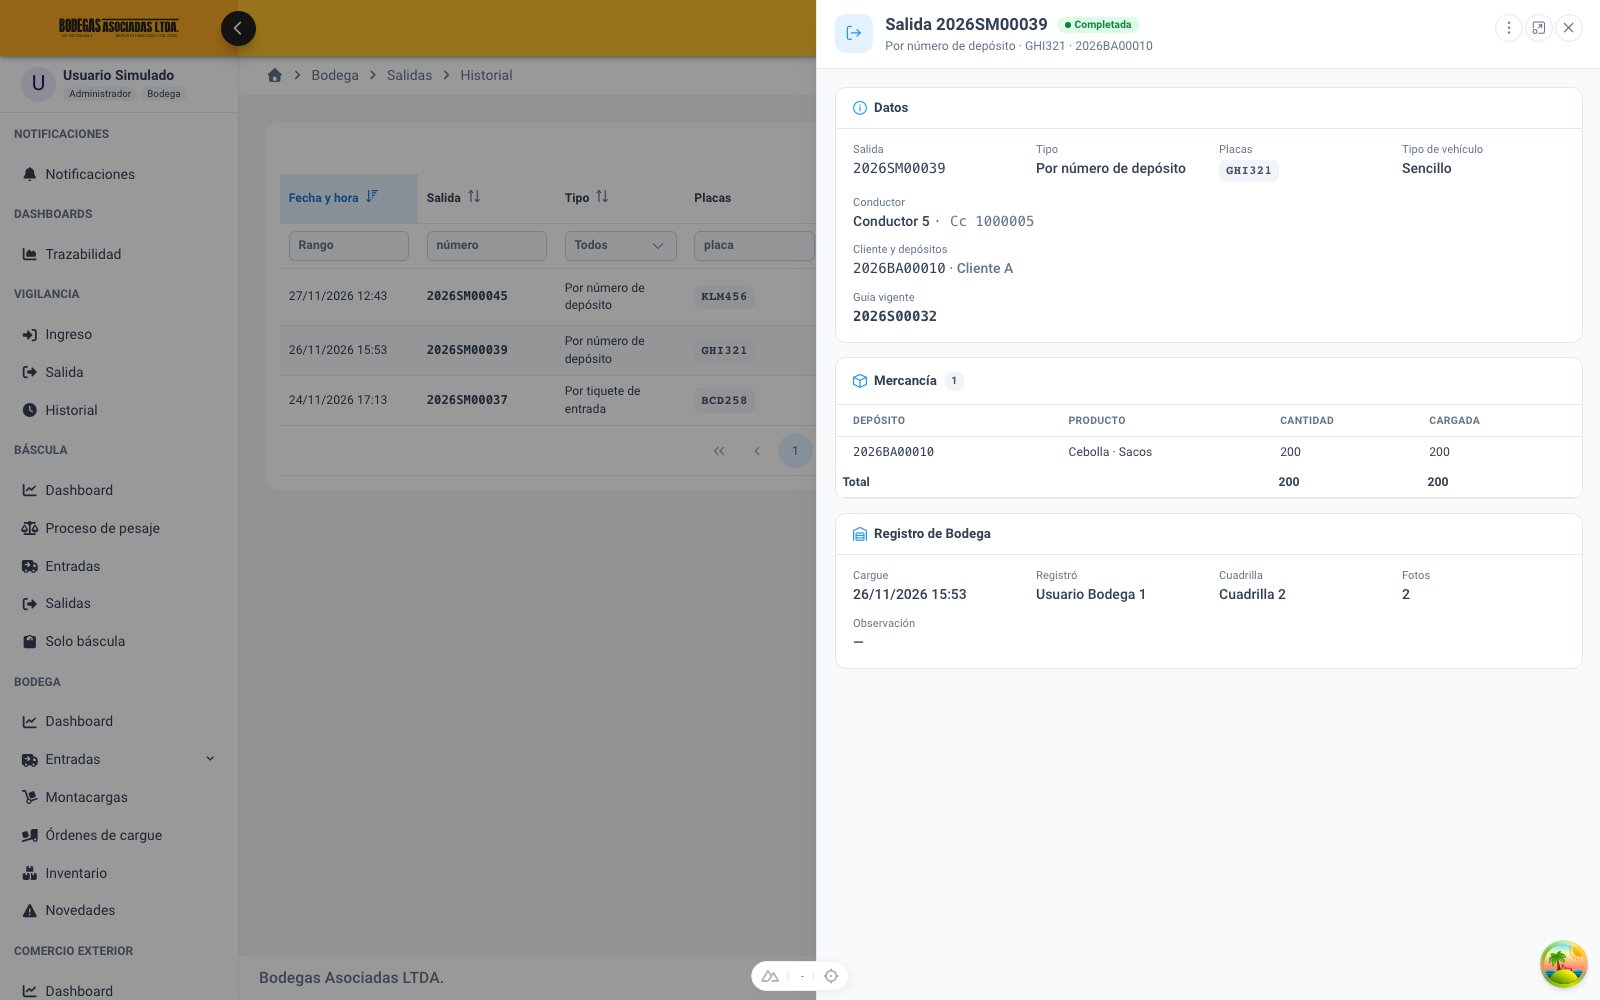 BODEGAS ASOCIADAS LTDA.
U
Usuario Simulado
Administrador Bodega
NOTIFICACIONES
Notificaciones
DASHBOARDS
Trazabilidad
VIGILANCIA
Ingreso
Salida
Historial
BÁSCULA
Dashboard
Proceso de pesaje
Entradas
Salidas
Solo báscula
BODEGA
Dashboard
Entradas
Montacargas
Órdenes de cargue
Inventario
Novedades
COMERCIO EXTERIOR
Dashboard
Bodega Salidas Historial
Fecha y hora Salida Tipo Placas
Rango número Todos placa
27/11/2026 12:43 2026SM00045 Por número de depósito KLM456
26/11/2026 15:53 2026SM00039 Por número de depósito GHI321
24/11/2026 17:13 2026SM00037 Por tiquete de entrada BCD258
1
Bodegas Asociadas LTDA.
-
Salida 2026SM00039 Completada
Por número de depósito · GHI321 · 2026BA00010
Datos
Salida Tipo Placas Tipo de vehículo
2026SM00039 Por número de depósito GHI321 Sencillo
Conductor
Conductor 5 · Cc 1000005
Cliente y depósitos
2026BA00010 · Cliente A
Guía vigente
2026S00032
Mercancía 1
DEPÓSITO PRODUCTO CANTIDAD CARGADA
2026BA00010 Cebolla · Sacos 200 200
Total 200 200
Registro de Bodega
Cargue Registró Cuadrilla Fotos
26/11/2026 15:53 Usuario Bodega 1 Cuadrilla 2 2
Observación
—